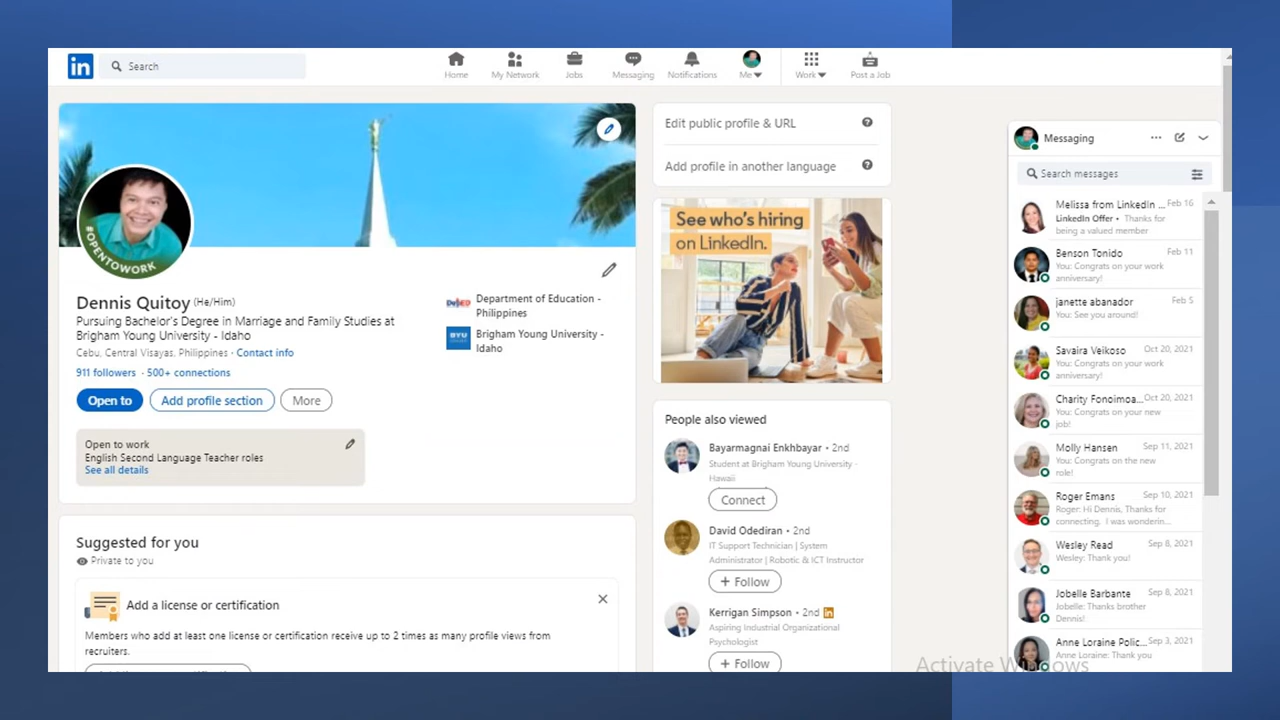 in
Search
Home
My Network
Jobs
Messaging
Notifications
Me
Work
Post a Job
#OPENTOWORK
Dennis Quitoy (He/Him)
Pursuing Bachelor's Degree in Marriage and Family Studies at
Brigham Young University - Idaho
Cebu, Central Visayas, Philippines · Contact info
911 followers · 500+ connections
Open to
Add profile section
More
DepED
Department of Education -
Philippines
BYU
Brigham Young University -
Idaho
Open to work
English Second Language Teacher roles
See all details
Suggested for you
Private to you
Add a license or certification
Members who add at least one license or certification receive up to 2 times as many profile views from
recruiters.
Edit public profile & URL
Add profile in another language
See who's hiring
on LinkedIn.
People also viewed
Bayarmagnai Enkhbayar • 2nd
Student at Brigham Young University -
Hawaii
Connect
David Odediran • 2nd
IT Support Technician | System
Administrator | Robotic & ICT Instructor
+ Follow
Kerrigan Simpson • 2nd in
Aspiring Industrial Organizational
Psychologist
+ Follow
Messaging
Search messages
Melissa from LinkedIn ... Feb 16
LinkedIn Offer • Thanks for
being a valued member
Benson Tonido Feb 11
You: Congrats on your work
anniversary!
janette abanador Feb 5
You: See you around!
Savaira Veikoso Oct 20, 2021
You: Congrats on your work
anniversary!
Charity Fonoimoa... Oct 20, 2021
You: Congrats on your new
job!
Molly Hansen Sep 11, 2021
You: Congrats on the new
role!
Roger Emans Sep 10, 2021
Roger: Hi Dennis, Thanks for
connecting. I was wonderin...
Wesley Read Sep 8, 2021
Wesley: Thank you!
Jobelle Barbante Sep 8, 2021
Jobelle: Thanks brother
Dennis!
Anne Loraine Polic... Sep 3, 2021
Anne Loraine: Thank you
Activate Windows